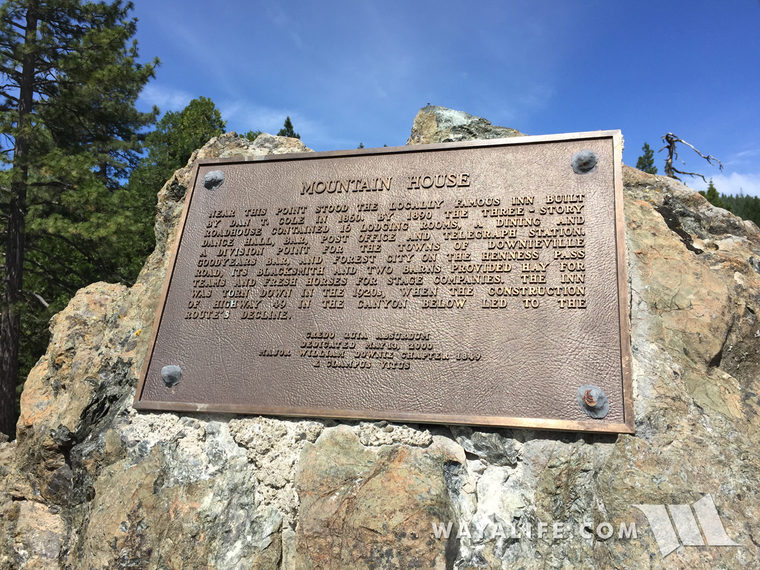 MOUNTAIN HOUSE
NEAR THIS POINT STOOD THE LOCALLY FAMOUS INN BUILT
BY DAN T. COLE IN 1860. BY 1890 THE THREE-STORY
ROADHOUSE CONTAINED 16 LODGING ROOMS, A DINING AND
DANCE HALL, BAR, POST OFFICE AND TELEGRAPH STATION.
A DIVISION POINT FOR THE TOWNS OF DOWNIEVILLE
GOODYEARS BAR, AND FOREST CITY ON THE HENNESS PASS
ROAD, ITS BLACKSMITH AND TWO BARNS PROVIDED HAY FOR
TEAMS AND FRESH HORSES FOR STAGE COMPANIES. THE INN
WAS TORN DOWN IN THE 1920s, WHEN THE CONSTRUCTION
OF HIGHWAY 49 IN THE CANYON BELOW LED TO THE
ROUTE'S DECLINE.
CREDO QUIA ABSURDUM
DEDICATED MAY 13, 2000
MAJOR WILLIAM DOWNIE CHAPTER 1849
E CLAMPUS VITUS
WAYALIFE.COM